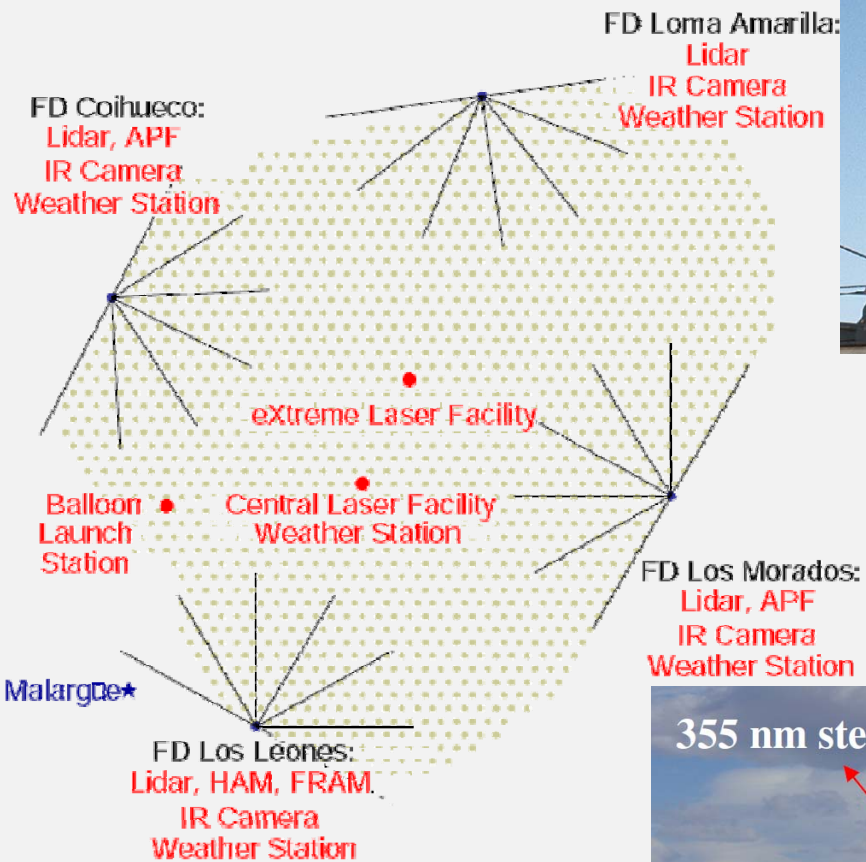 FD Loma Amarilla:
Lidar
IR Camera
Weather Station
FD Coihueco:
Lidar, APF
IR Camera
Weather Station
eXtreme Laser Facility
Balloon
Launch
Station
Central Laser Facility
Weather Station
FD Los Morados:
Lidar, APF
IR Camera
Weather Station
FD Los Leones:
Lidar, HAM, FRAM
IR Camera
Weather Station
355 nm